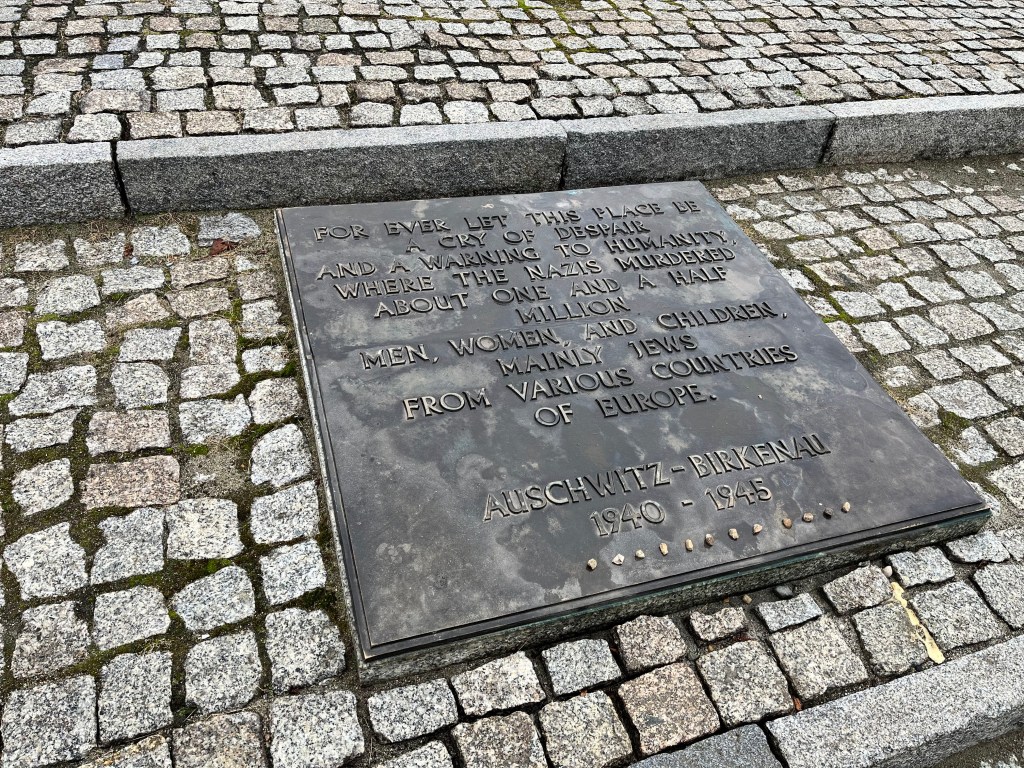 FOR EVER LET THIS PLACE BE
A CRY OF DESPAIR
AND A WARNING TO HUMANITY,
WHERE THE NAZIS MURDERED
ABOUT ONE AND A HALF
MILLION
MEN, WOMEN, AND CHILDREN,
MAINLY JEWS
FROM VARIOUS COUNTRIES
OF EUROPE.
AUSCHWITZ - BIRKENAU
1940 - 1945